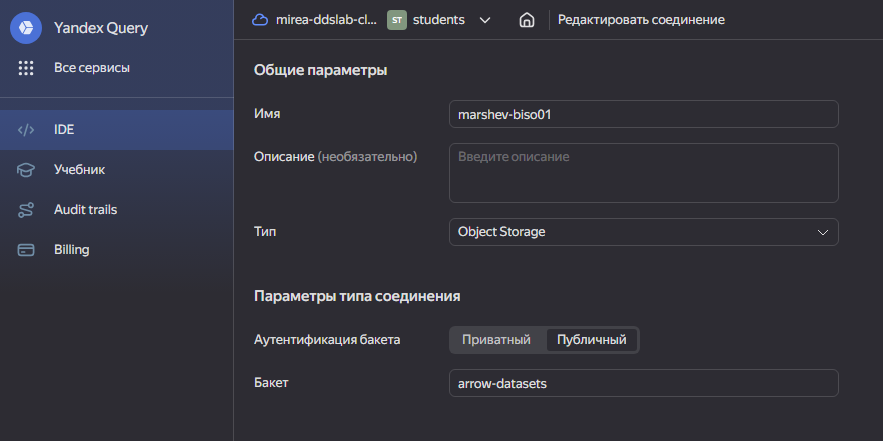 Yandex Query
Все сервисы
IDE
Учебник
Audit trails
Billing
mirea-ddslab-cl... ST students Редактировать соединение
Общие параметры
Имя marshev-biso01
Описание (необязательно) Введите описание
Тип Object Storage
Параметры типа соединения
Аутентификация бакета Приватный Публичный
Бакет arrow-datasets